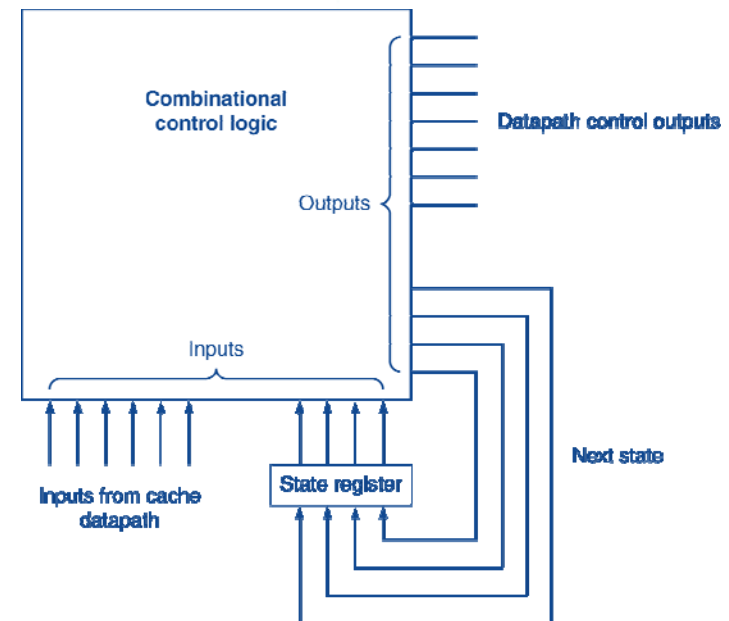 Combinational
control logic
Datapath control outputs
Outputs
Inputs
Next state
State register
Inputs from cache
datapath